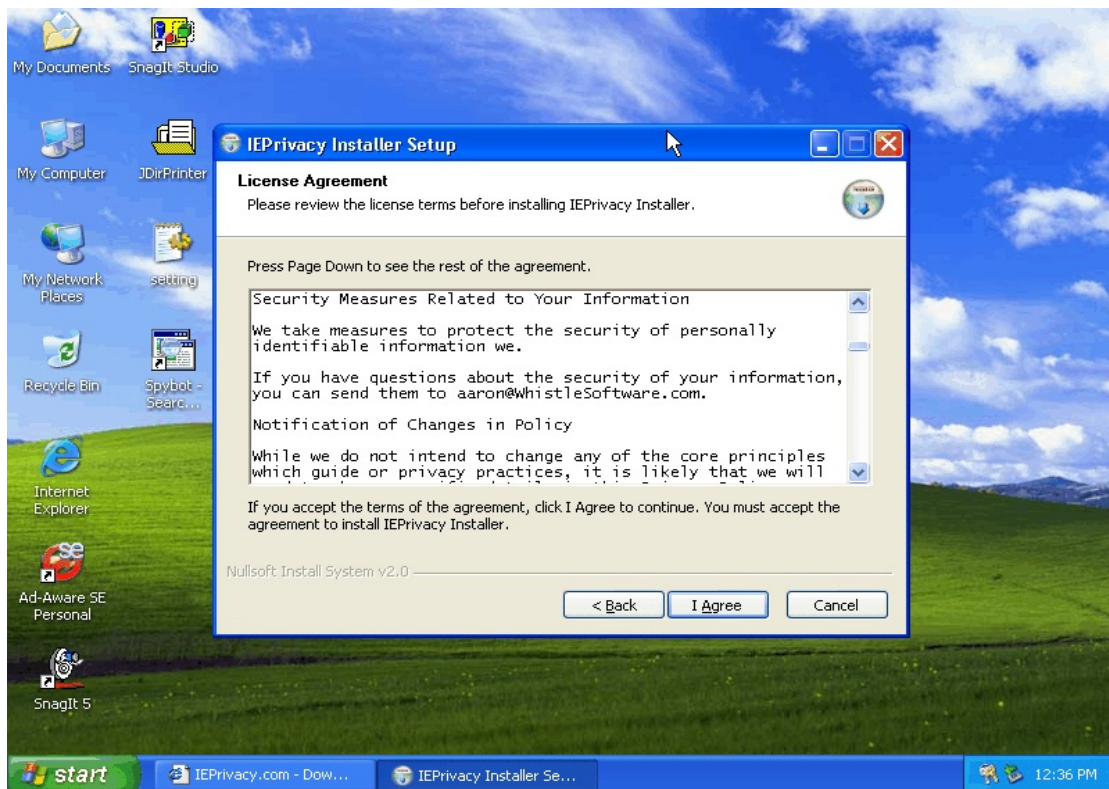 My Documents
SnagIt Studio
My Computer
JDirPrinter
My Network
Places
setting
Recycle Bin
Spybot -
Searc...
Internet
Explorer
Ad-Aware SE
Personal
SnagIt 5
IEPrivacy Installer Setup
License Agreement
Please review the license terms before installing IEPrivacy Installer.
Press Page Down to see the rest of the agreement.
Security Measures Related to Your Information
We take measures to protect the security of personally
identifiable information we.
If you have questions about the security of your information,
you can send them to aaron@WhistleSoftware.com.
Notification of Changes in Policy
While we do not intend to change any of the core principles
which guide or privacy practices, it is likely that we will
If you accept the terms of the agreement, click I Agree to continue. You must accept the
agreement to install IEPrivacy Installer.
Nullsoft Install System v2.0
< Back
I Agree
Cancel
start
IEPrivacy.com - Dow...
IEPrivacy Installer Se...
12:36 PM